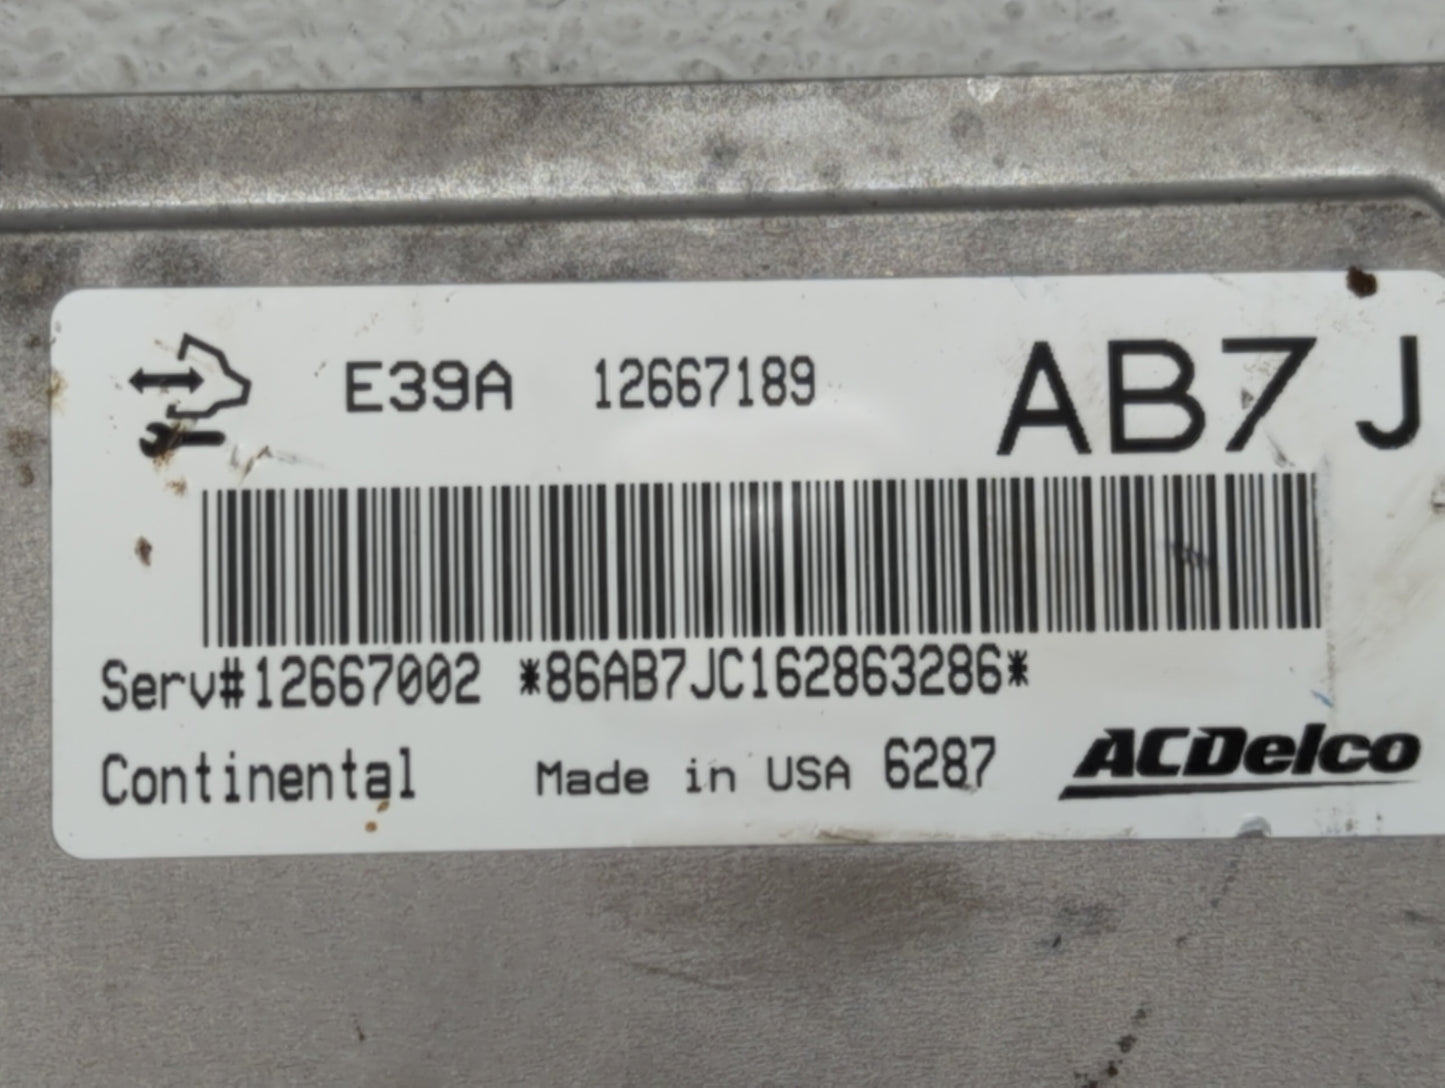 E39A 12667189 AB7J
Serv#12667002 *86AB7JC162863286*
Continental Made in USA 6287 ACDelco